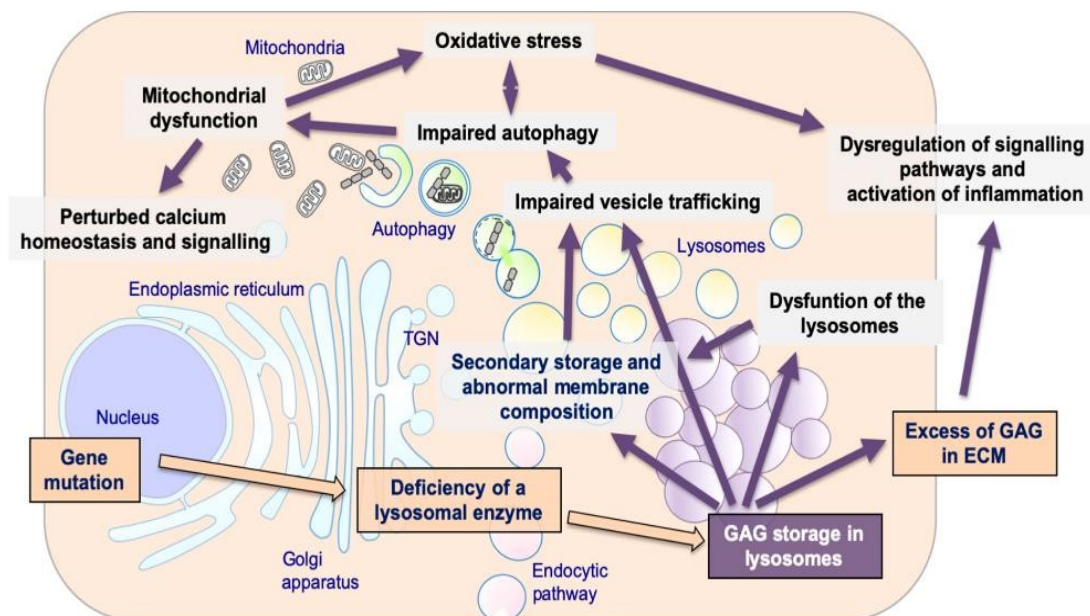 Oxidative stress
Mitochondria
Mitochondrial
dysfunction
Impaired autophagy
Dysregulation of signalling
pathways and
activation of inflammation
Perturbed calcium
homeostasis and signalling
Impaired vesicle trafficking
Autophagy
Lysosomes
Endoplasmic reticulum
Dysfuntion of the
lysosomes
TGN
Secondary storage and
abnormal membrane
composition
Nucleus
Gene
mutation
Excess of GAG
in ECM
Deficiency of a
lysosomal enzyme
GAG storage in
lysosomes
Golgi
apparatus
Endocytic
pathway